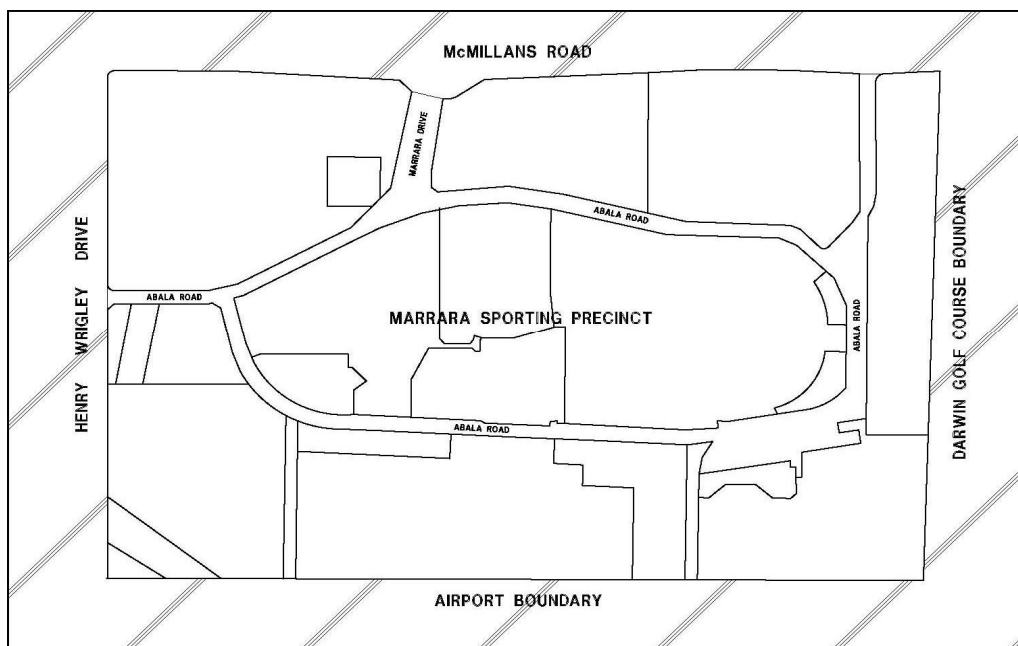 McMILLANS ROAD
MARRARA DRIVE
ABALA ROAD
HENRY WRIGLEY DRIVE
ABALA ROAD
MARRARA SPORTING PRECINCT
ABALA ROAD
DARWIN GOLF COURSE BOUNDARY
ABALA ROAD
AIRPORT BOUNDARY